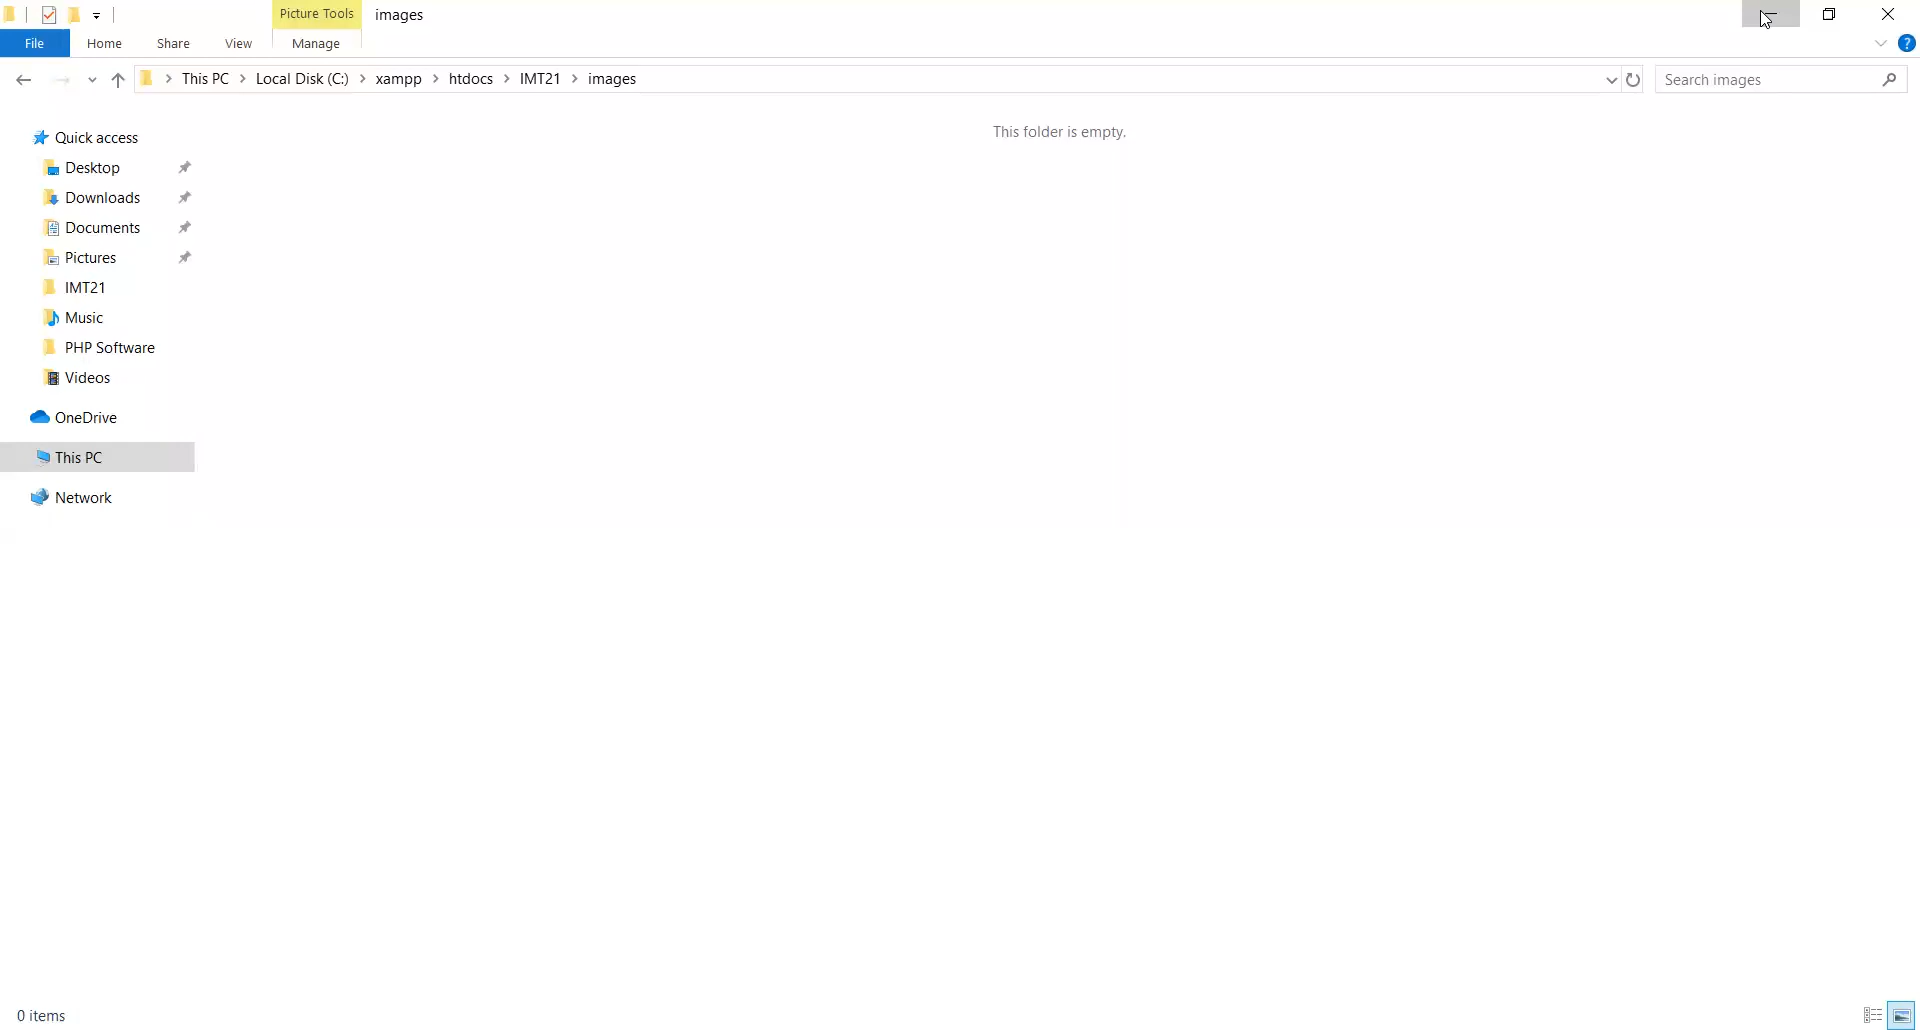 Picture Tools images
File Home Share View Manage
This PC Local Disk (C:) xampp htdocs IMT21 images Search images
This folder is empty.
Quick access
Desktop
Downloads
Documents
Pictures
IMT21
Music
PHP Software
Videos
OneDrive
This PC
Network
0 items